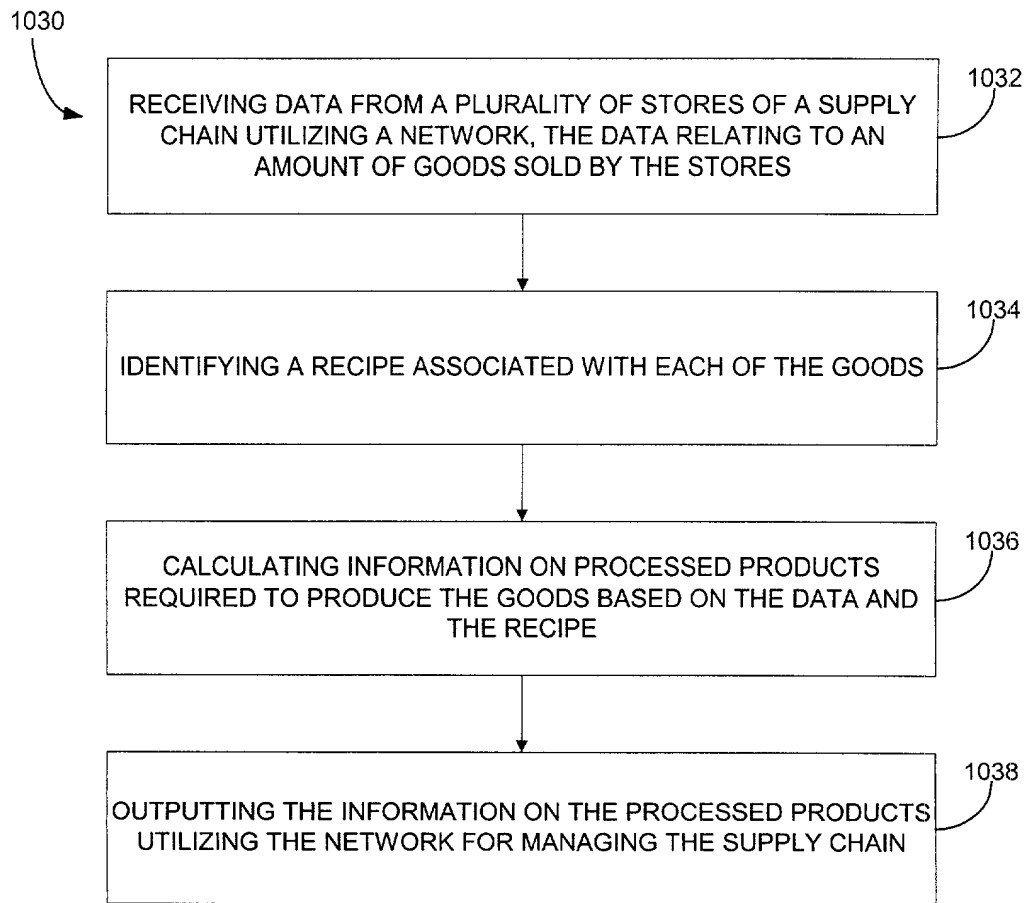 1030
1032
RECEIVING DATA FROM A PLURALITY OF STORES OF A SUPPLY
CHAIN UTILIZING A NETWORK, THE DATA RELATING TO AN
AMOUNT OF GOODS SOLD BY THE STORES
1034
IDENTIFYING A RECIPE ASSOCIATED WITH EACH OF THE GOODS
1036
CALCULATING INFORMATION ON PROCESSED PRODUCTS
REQUIRED TO PRODUCE THE GOODS BASED ON THE DATA AND
THE RECIPE
1038
OUTPUTTING THE INFORMATION ON THE PROCESSED PRODUCTS
UTILIZING THE NETWORK FOR MANAGING THE SUPPLY CHAIN